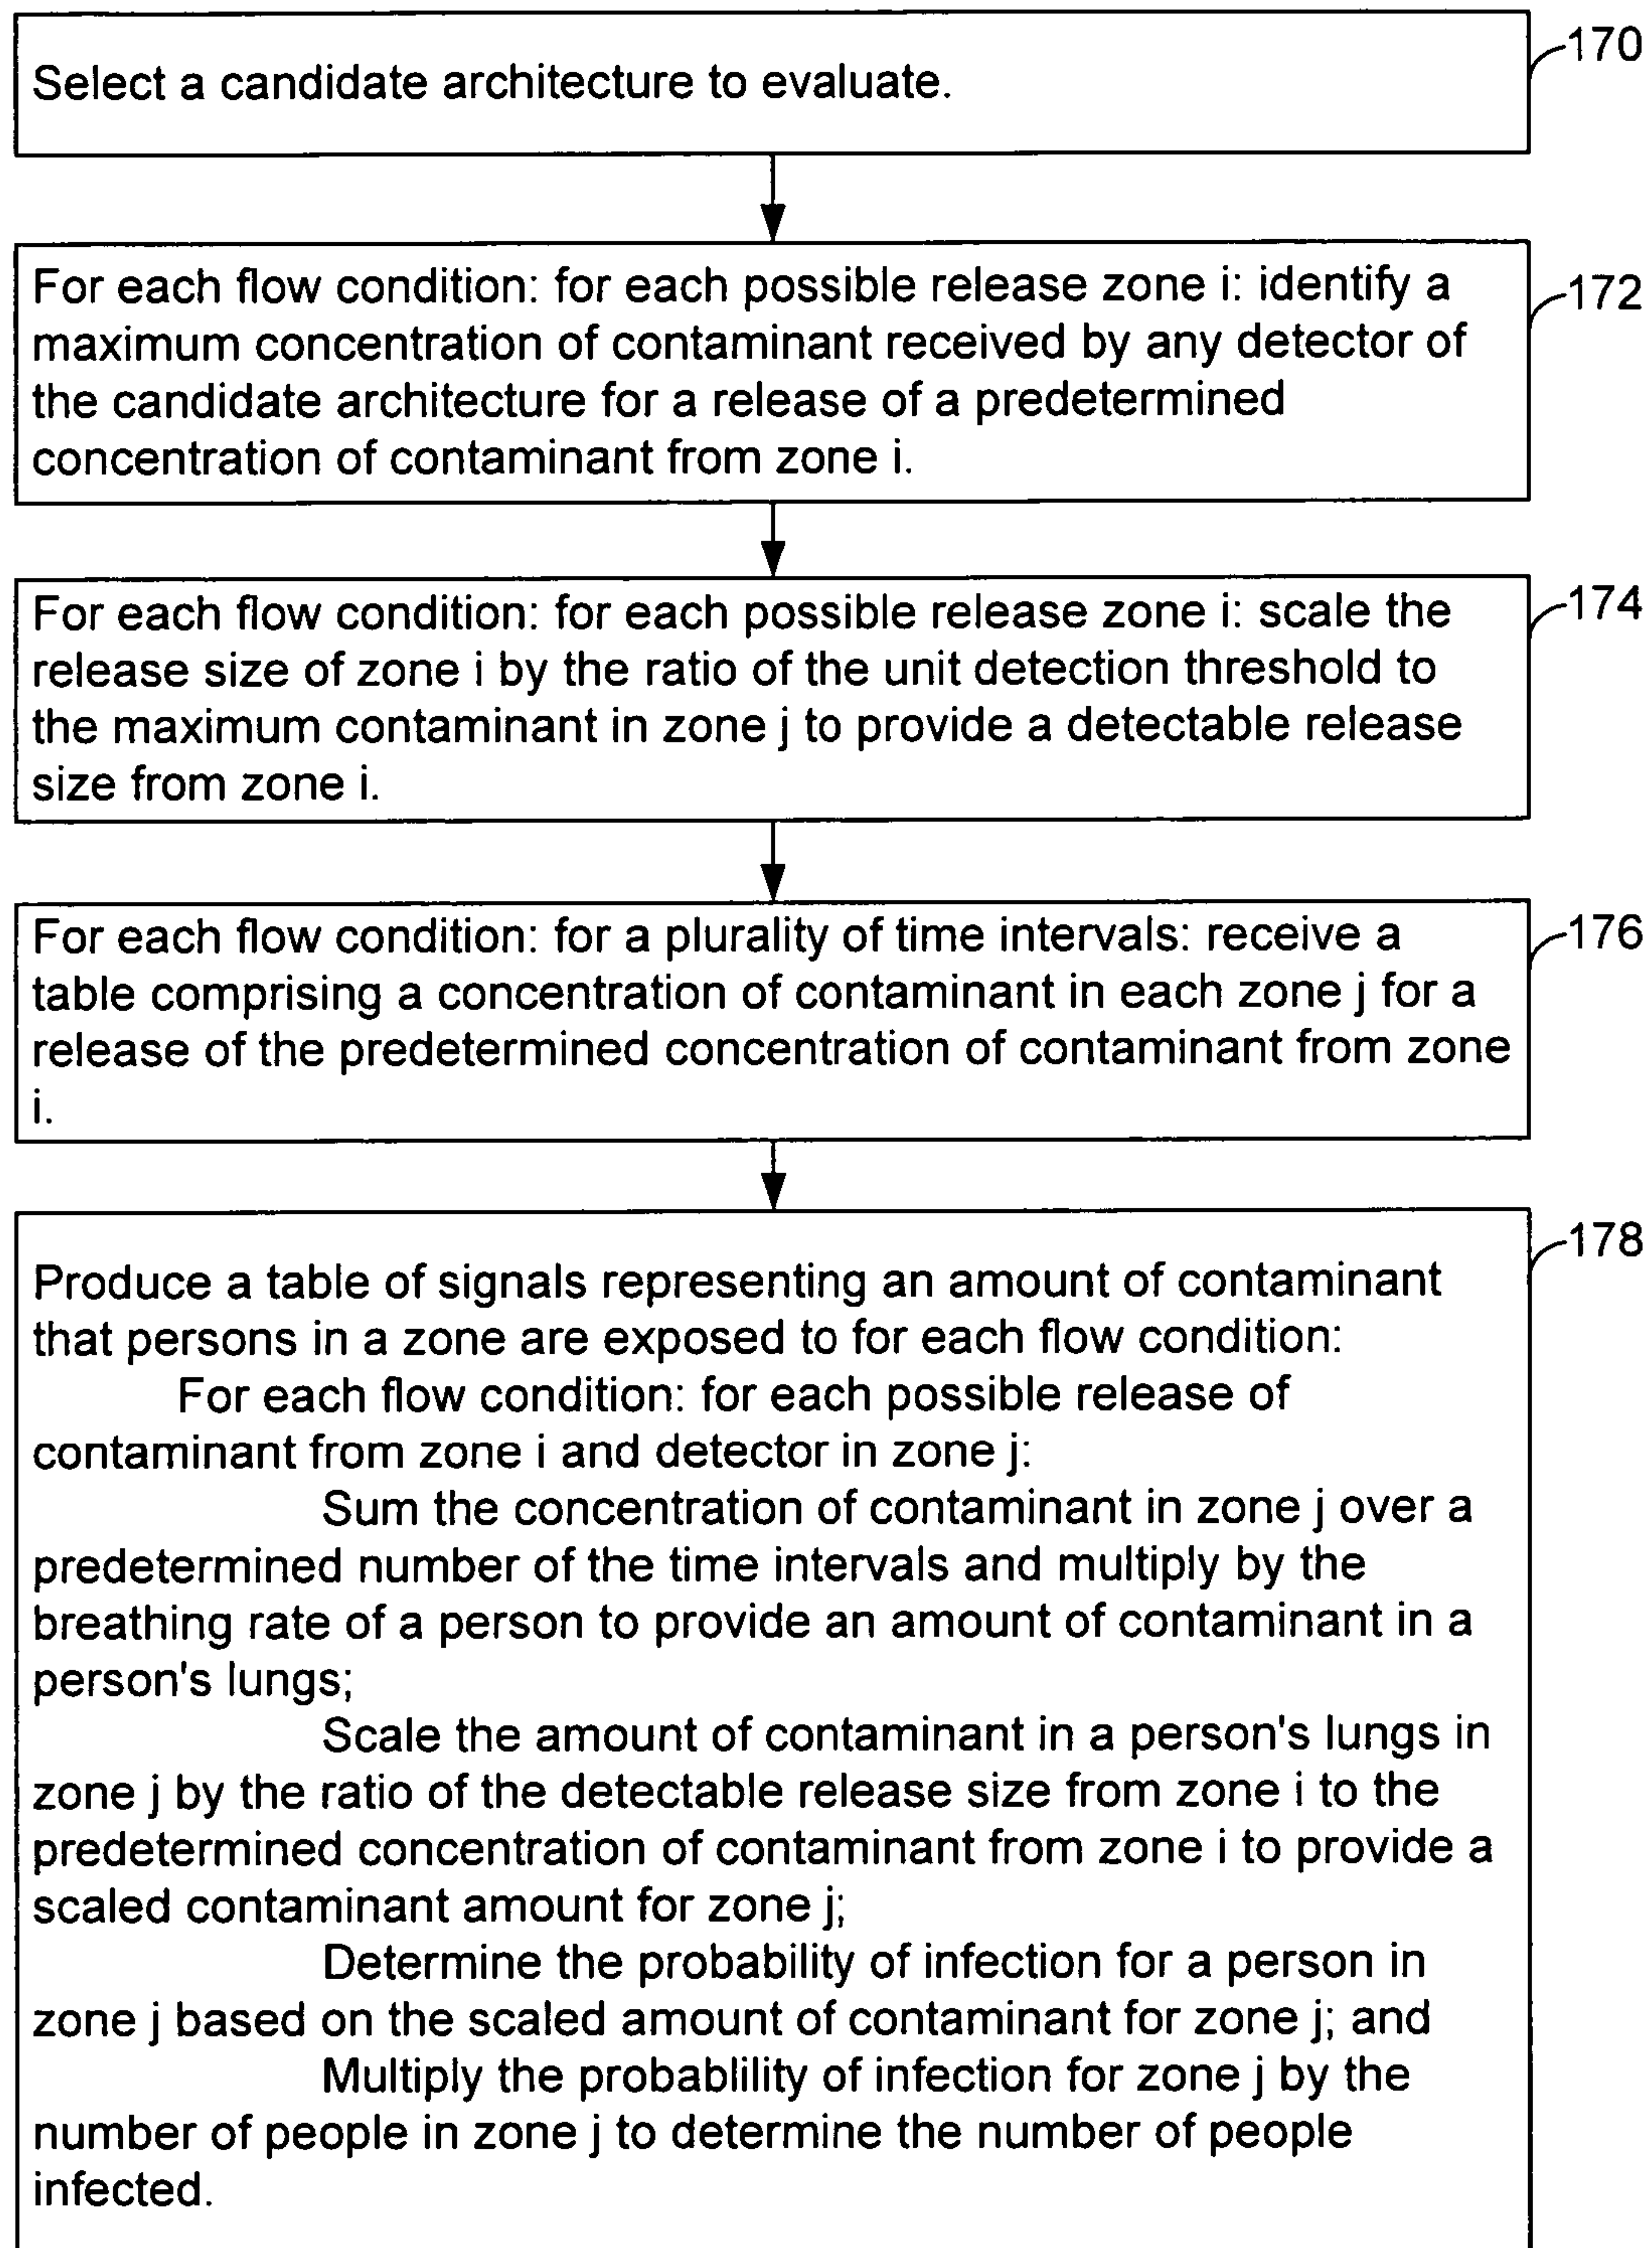 170
Select a candidate architecture to evaluate.
172
For each flow condition: for each possible release zone i: identify a
maximum concentration of contaminant received by any detector of
the candidate architecture for a release of a predetermined
concentration of contaminant from zone i.
174
For each flow condition: for each possible release zone i: scale the
release size of zone i by the ratio of the unit detection threshold to
the maximum contaminant in zone j to provide a detectable release
size from zone i.
176
For each flow condition: for a plurality of time intervals: receive a
table comprising a concentration of contaminant in each zone j for a
release of the predetermined concentration of contaminant from zone
i.
178
Produce a table of signals representing an amount of contaminant
that persons in a zone are exposed to for each flow condition:
For each flow condition: for each possible release of
contaminant from zone i and detector in zone j:
Sum the concentration of contaminant in zone j over a
predetermined number of the time intervals and multiply by the
breathing rate of a person to provide an amount of contaminant in a
person's lungs;
Scale the amount of contaminant in a person's lungs in
zone j by the ratio of the detectable release size from zone i to the
predetermined concentration of contaminant from zone i to provide a
scaled contaminant amount for zone j;
Determine the probability of infection for a person in
zone j based on the scaled amount of contaminant for zone j; and
Multiply the probablility of infection for zone j by the
number of people in zone j to determine the number of people
infected.